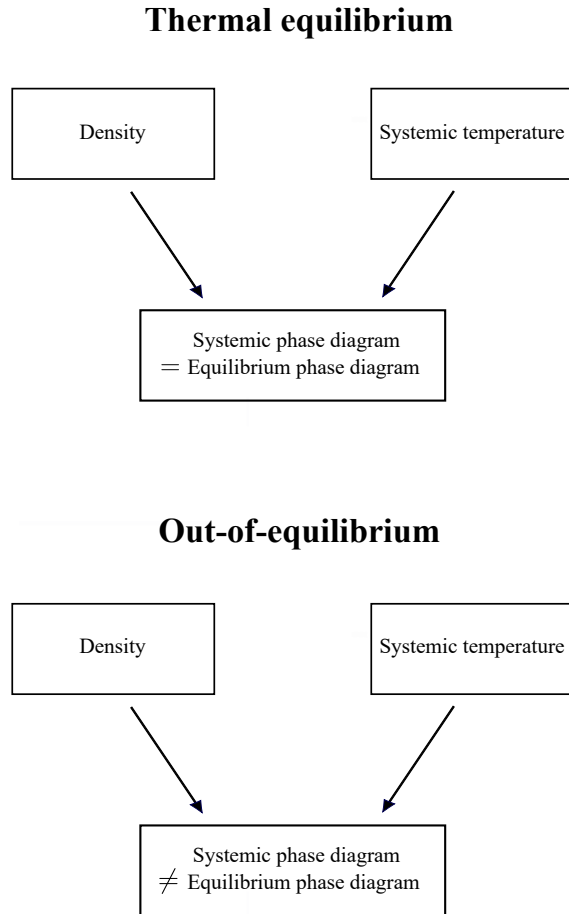 Thermal equilibrium
Density
Systemic temperature
Systemic phase diagram
= Equilibrium phase diagram
Out-of-equilibrium
Density
Systemic temperature
Systemic phase diagram
≠ Equilibrium phase diagram